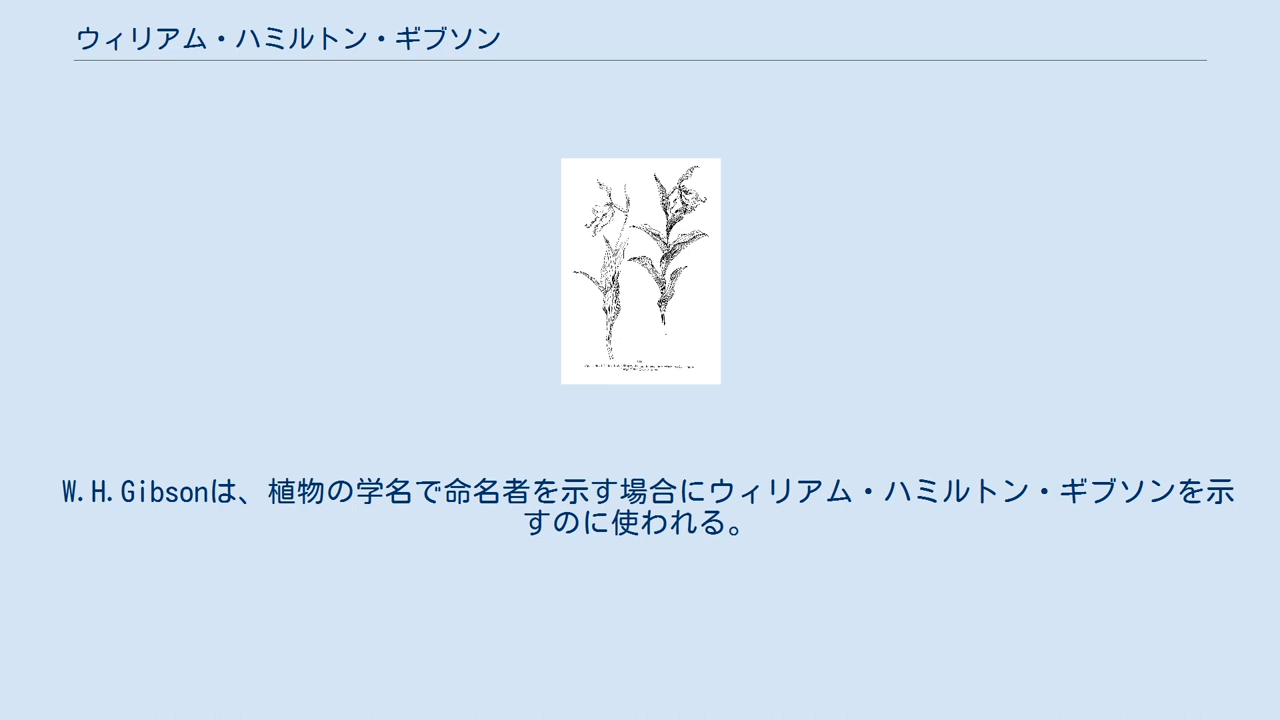 ウィリアム・ハミルトン・ギブソン
W.H.Gibsonは、植物の学名で命名者を示す場合にウィリアム・ハミルトン・ギブソンを示
すのに使われる。